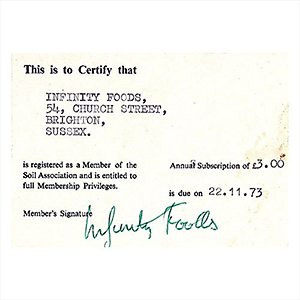 This is to Certify that
INFINITY FOODS,
54, CHURCH STREET,
BRIGHTON,
SUSSEX.
is registered as a Member of the
Soil Association and is entitled to
full Membership Privileges.
Annual Subscription of £3.00
is due on 22.11.73
Member's Signature Infinity Foods